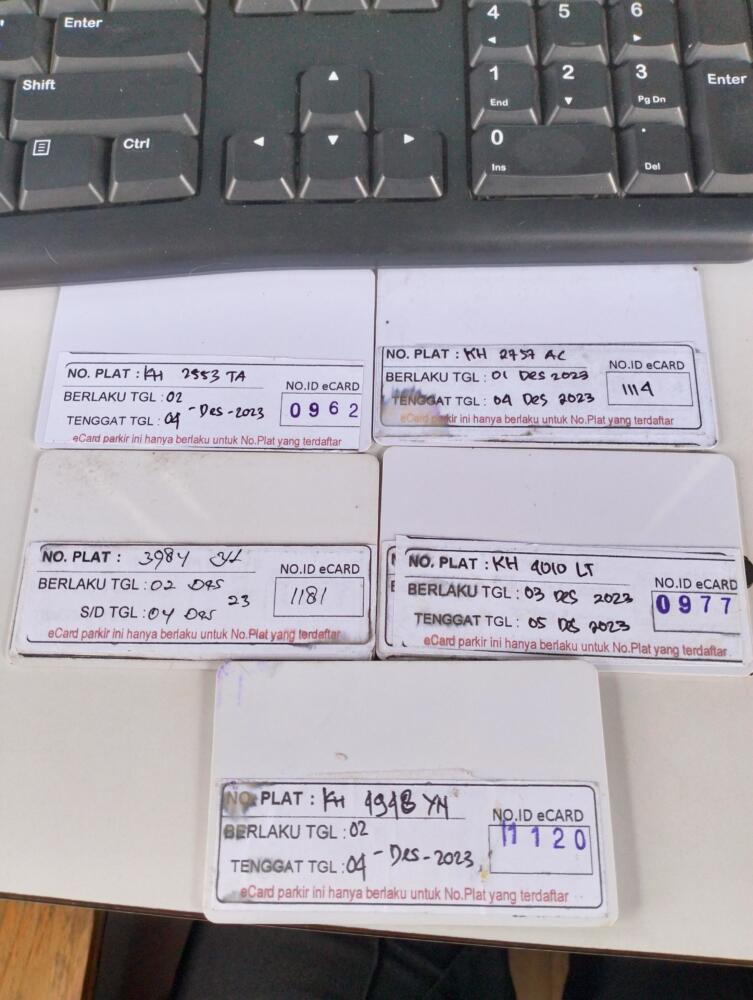 Enter
Shift
Ctrl
4 5 6
1 2 3
End Pg Dn
Enter
0 .
Ins Del
NO. PLAT : KH 2553 TA
BERLAKU TGL : 02
TENGGAT TGL : 04 - Des - 2023
NO.ID eCARD
0962
eCard parkir ini hanya berlaku untuk No.Plat yang terdaftar
NO. PLAT : KH 2757 AC
BERLAKU TGL : 01 Des 2023
TENGGAT TGL : 04 Des 2023
NO.ID eCARD
1114
eCard parkir ini hanya berlaku untuk No.Plat yang terdaftar
NO. PLAT : 3984
BERLAKU TGL : 02 Des
S/D TGL : 04 Des 23
NO.ID eCARD
1181
eCard parkir ini hanya berlaku untuk No.Plat yang terdaftar
NO. PLAT : KH 4010 LT
BERLAKU TGL : 03 Des 2023
TENGGAT TGL : 05 Des 2023
NO.ID eCARD
0977
eCard parkir ini hanya berlaku untuk No.Plat yang terdaftar
NO. PLAT : KH 4948 YN
BERLAKU TGL : 02
TENGGAT TGL : 04 - Des - 2023
NO.ID eCARD
1120
eCard parkir ini hanya berlaku untuk No.Plat yang terdaftar